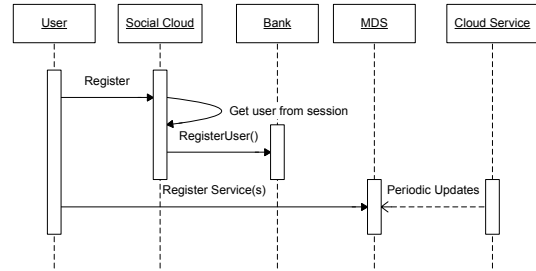 User
Social Cloud
Bank
MDS
Cloud Service
Register
Get user from session
RegisterUser()
Register Service(s)
Periodic Updates